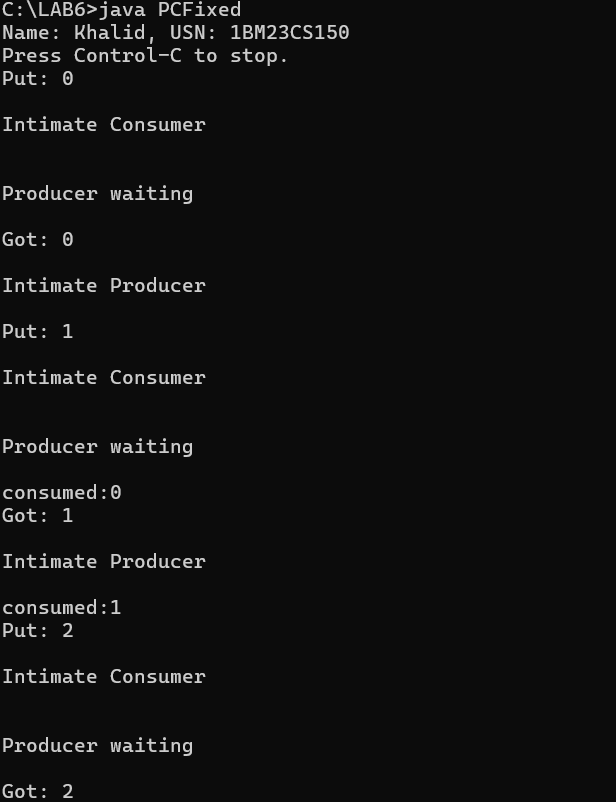 C:\LAB6>java PCFixed
Name: Khalid, USN: 1BM23CS150
Press Control-C to stop.
Put: 0
Intimate Consumer
Producer waiting
Got: 0
Intimate Producer
Put: 1
Intimate Consumer
Producer waiting
consumed:0
Got: 1
Intimate Producer
consumed:1
Put: 2
Intimate Consumer
Producer waiting
Got: 2